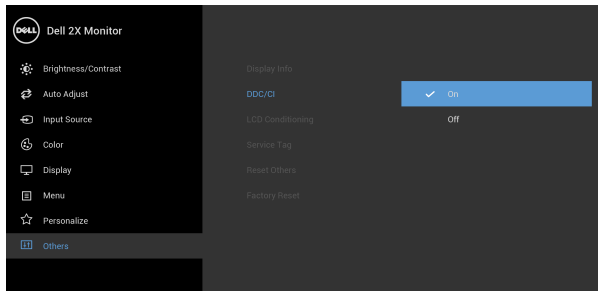 DELL
Dell 2X Monitor
Brightness/Contrast
Auto Adjust
Input Source
Color
Display
Menu
Personalize
Others
Display Info
DDC/CI
LCD Conditioning
Service Tag
Reset Others
Factory Reset
On
Off